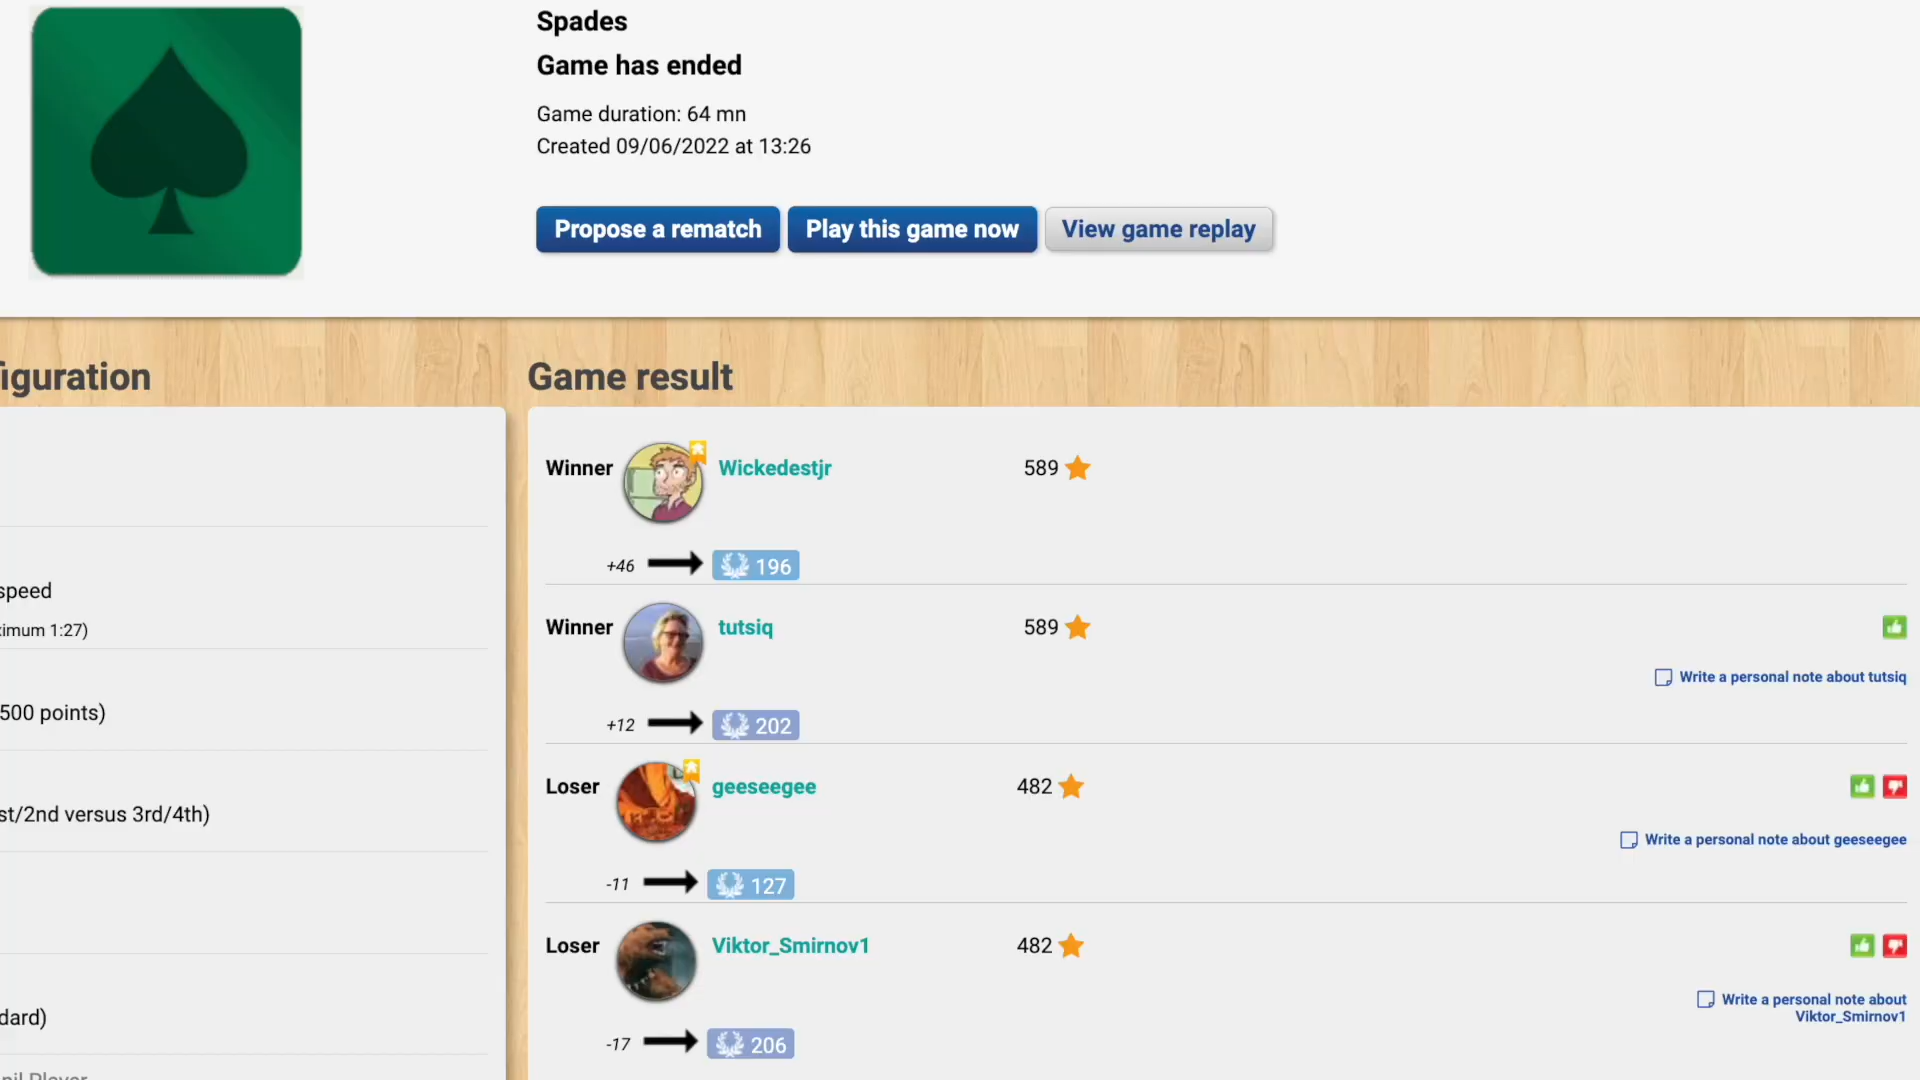 Spades
Game has ended
Game duration: 64 mn
Created 09/06/2022 at 13:26
Propose a rematch
Play this game now
View game replay
figuration
Game result
speed
ximum 1:27)
500 points)
st/2nd versus 3rd/4th)
dard)
Winner Wickedestjr 589
+46 196
Winner tutsiq 589
Write a personal note about tutsiq
+12 202
Loser geeseegee 482
Write a personal note about geeseegee
-11 127
Loser Viktor_Smirnov1 482
Write a personal note about
Viktor_Smirnov1
-17 206